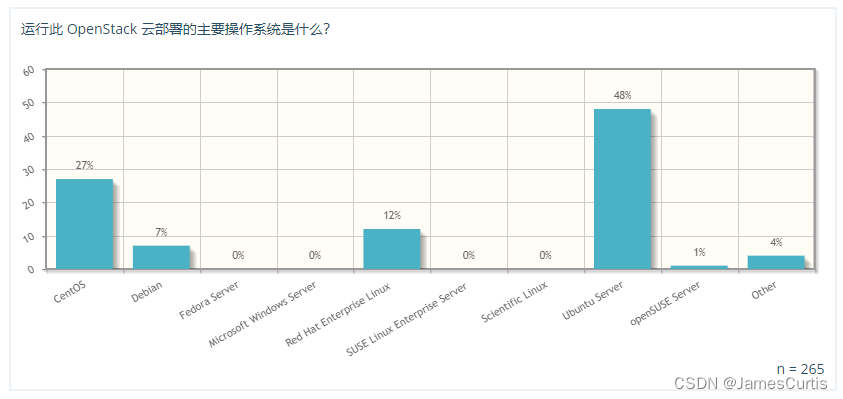 运行此 OpenStack 云部署的主要操作系统是什么?
60
50
40
30
20
10
0
27%
7%
0%
0%
12%
0%
0%
48%
1%
4%
CentOS
Debian
Fedora Server
Microsoft Windows Server
Red Hat Enterprise Linux
SUSE Linux Enterprise Server
Scientific Linux
Ubuntu Server
openSUSE Server
Other
n = 265
CSDN @JamesCurtis